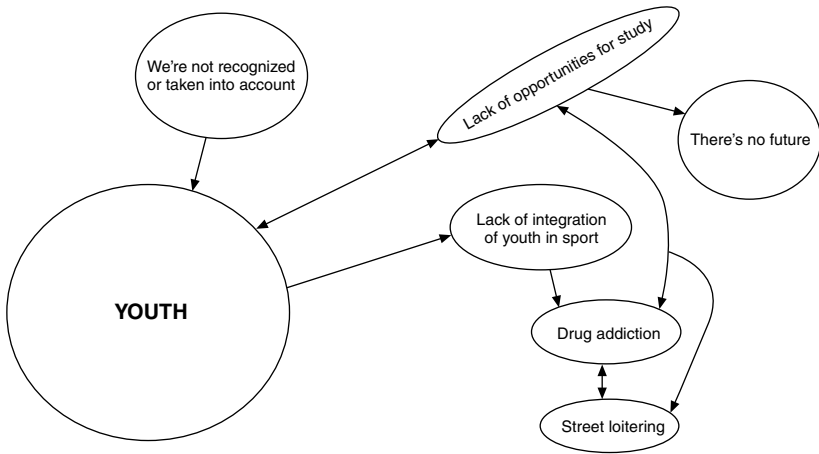 We're not recognized
or taken into account
Lack of opportunities for study
There's no future
Lack of integration
of youth in sport
YOUTH
Drug addiction
Street loitering